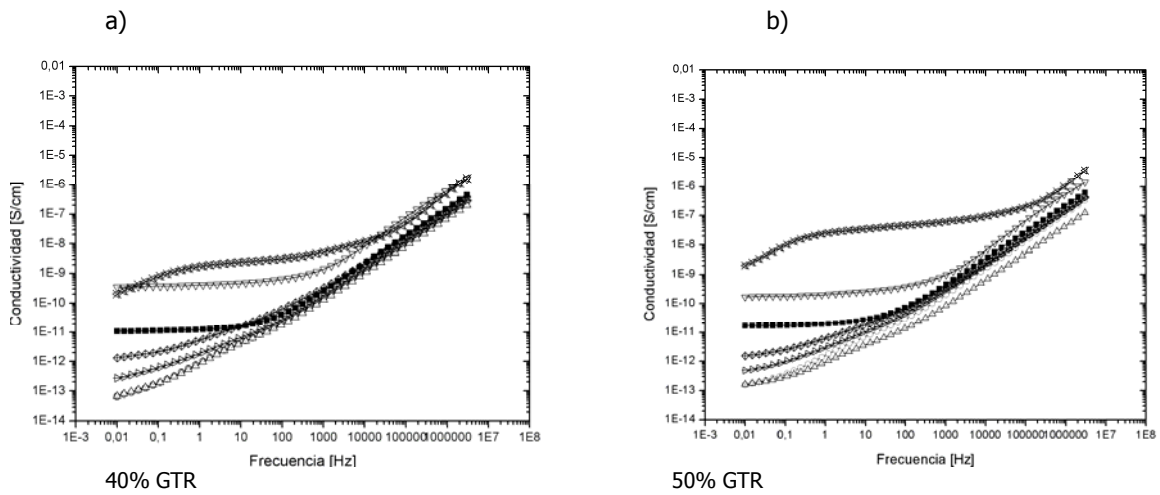 a)
b)
0,01
1E-3
1E-4
1E-5
1E-6
1E-7
1E-8
1E-9
1E-10
1E-11
1E-12
1E-13
1E-14
Conductividad [S/cm]
1E-3 0,01 0,1 1 10 100 1000 10000 1000001000000 1E7 1E8
Frecuencia [Hz]
40% GTR
0,01
1E-3
1E-4
1E-5
1E-6
1E-7
1E-8
1E-9
1E-10
1E-11
1E-12
1E-13
1E-14
Conductividad [S/cm]
1E-3 0,01 0,1 1 10 100 1000 10000 1000001000000 1E7 1E8
Frecuencia [Hz]
50% GTR